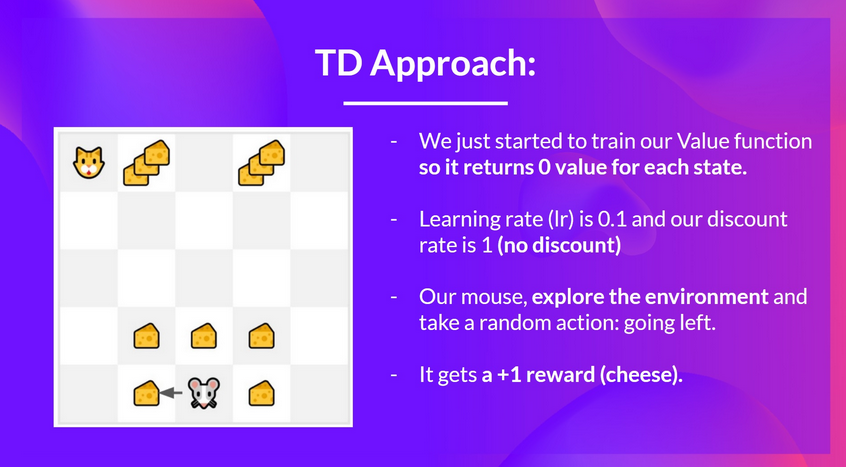 TD Approach:
- We just started to train our Value function
so it returns 0 value for each state.
- Learning rate (lr) is 0.1 and our discount
rate is 1 (no discount)
- Our mouse, explore the environment and
take a random action: going left.
- It gets a +1 reward (cheese).